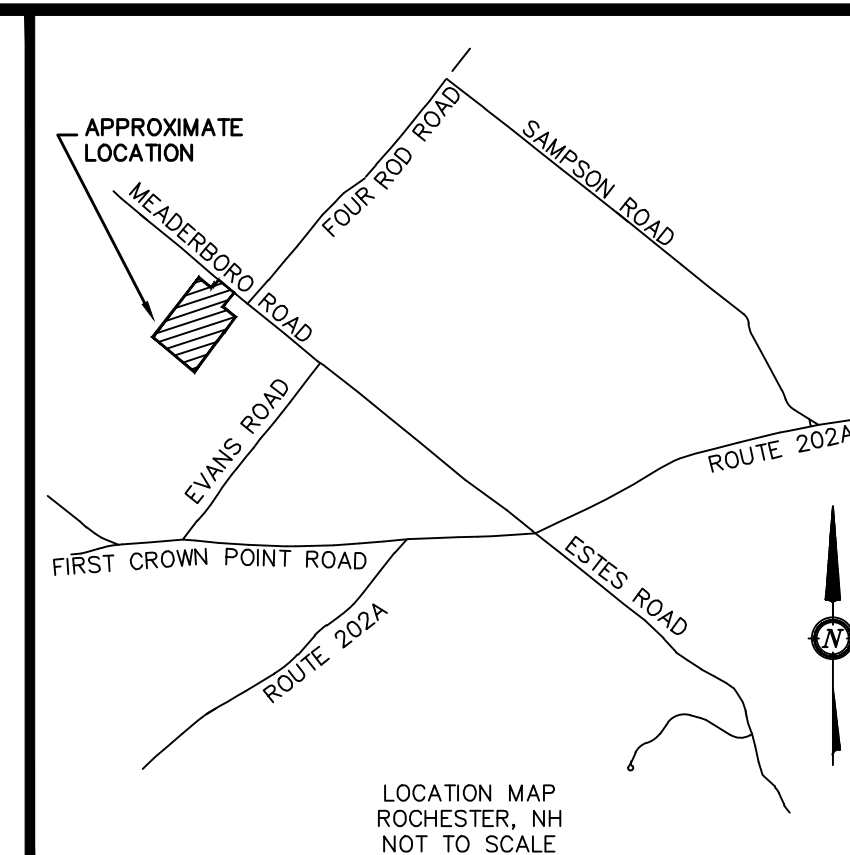 APPROXIMATE
LOCATION
MEADERBORO ROAD
FOUR ROD ROAD
SAMPSON ROAD
EVANS ROAD
ROUTE 202A
FIRST CROWN POINT ROAD
ESTES ROAD
ROUTE 202A
N
LOCATION MAP
ROCHESTER, NH
NOT TO SCALE